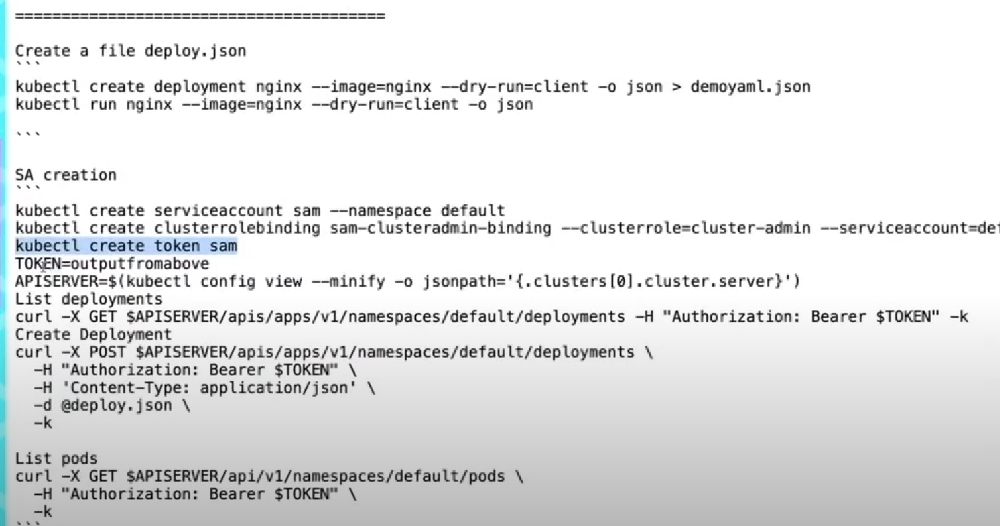 ========================================
Create a file deploy.json
```
kubectl create deployment nginx --image=nginx --dry-run=client -o json > demoyaml.json
kubectl run nginx --image=nginx --dry-run=client -o json
```
SA creation
```
kubectl create serviceaccount sam --namespace default
kubectl create clusterrolebinding sam-clusteradmin-binding --clusterrole=cluster-admin --serviceaccount=def
kubectl create token sam
TOKEN=outputfromabove
APISERVER=$(kubectl config view --minify -o jsonpath='{.clusters[0].cluster.server}')
List deployments
curl -X GET $APISERVER/apis/apps/v1/namespaces/default/deployments -H "Authorization: Bearer $TOKEN" -k
Create Deployment
curl -X POST $APISERVER/apis/apps/v1/namespaces/default/deployments \
  -H "Authorization: Bearer $TOKEN" \
  -H 'Content-Type: application/json' \
  -d @deploy.json \
  -k
List pods
curl -X GET $APISERVER/api/v1/namespaces/default/pods \
  -H "Authorization: Bearer $TOKEN" \
  -k
```